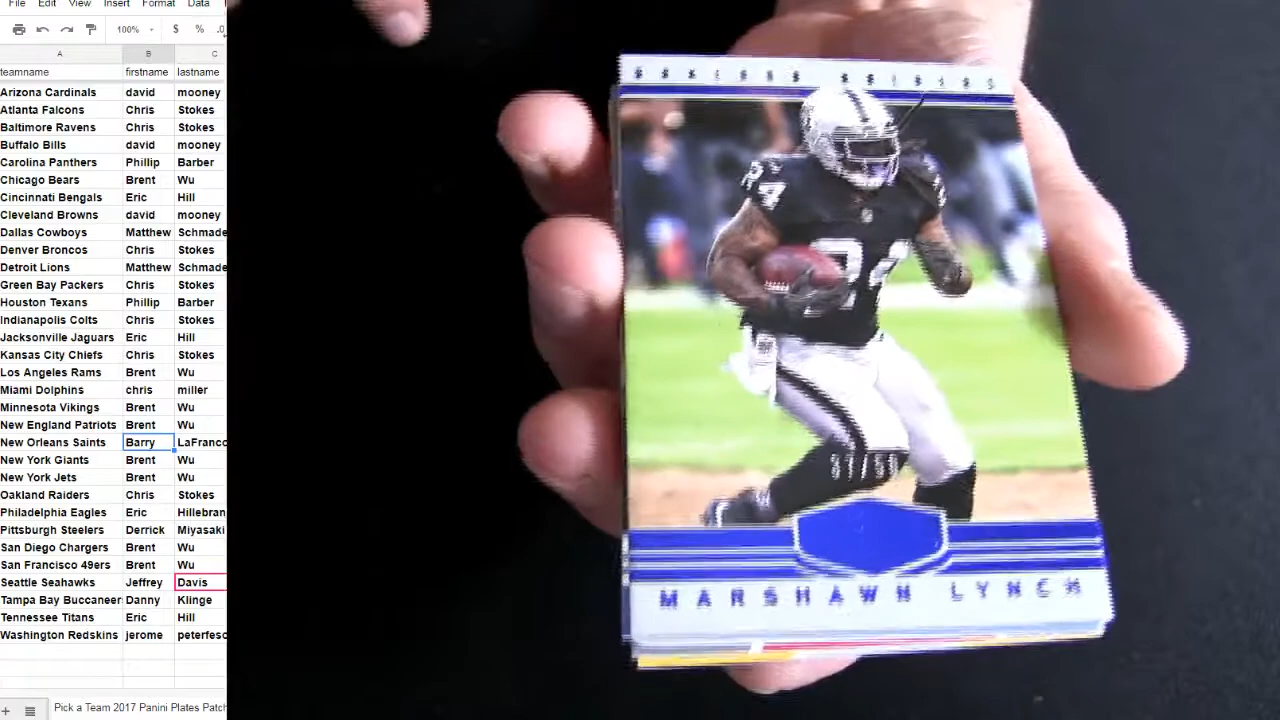 File Edit View Insert Format Data
100% $ % .0
A B C
teamname firstname lastname
Arizona Cardinals david mooney
Atlanta Falcons Chris Stokes
Baltimore Ravens Chris Stokes
Buffalo Bills david mooney
Carolina Panthers Phillip Barber
Chicago Bears Brent Wu
Cincinnati Bengals Eric Hill
Cleveland Browns david mooney
Dallas Cowboys Matthew Schmade
Denver Broncos Chris Stokes
Detroit Lions Matthew Schmade
Green Bay Packers Chris Stokes
Houston Texans Phillip Barber
Indianapolis Colts Chris Stokes
Jacksonville Jaguars Eric Hill
Kansas City Chiefs Chris Stokes
Los Angeles Rams Brent Wu
Miami Dolphins chris miller
Minnesota Vikings Brent Wu
New England Patriots Brent Wu
New Orleans Saints Barry LaFranco
New York Giants Brent Wu
New York Jets Brent Wu
Oakland Raiders Chris Stokes
Philadelphia Eagles Eric Hillebran
Pittsburgh Steelers Derrick Miyasaki
San Diego Chargers Brent Wu
San Francisco 49ers Brent Wu
Seattle Seahawks Jeffrey Davis
Tampa Bay Buccaneer Danny Klinge
Tennessee Titans Eric Hill
Washington Redskins jerome peterfeso
Pick a Team 2017 Panini Plates Patch
24
MARSHAWN LYNCH